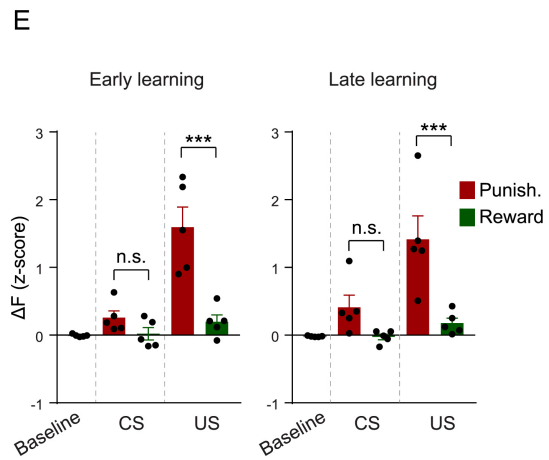 E
Early learning
Late learning
ΔF (z-score)
3
2
1
0
-1
n.s.
***
Baseline
CS
US
3
2
1
0
-1
n.s.
***
Baseline
CS
US
Punish.
Reward